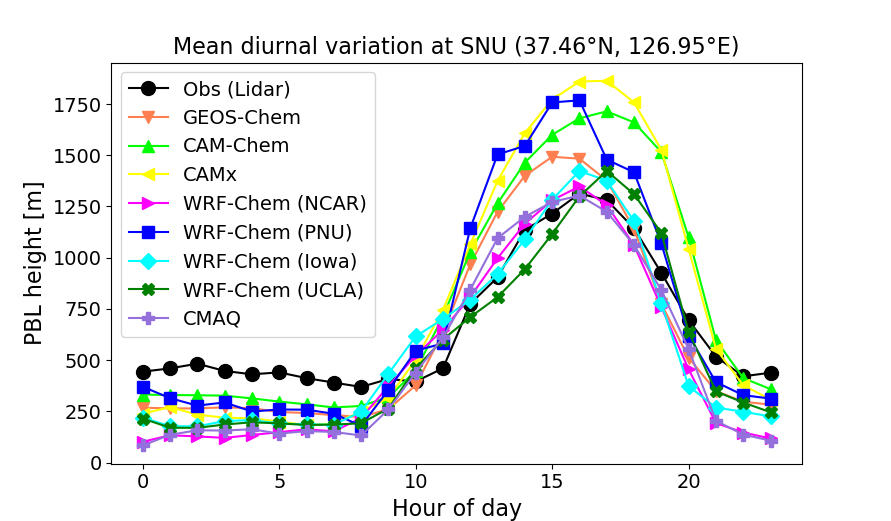 Mean diurnal variation at SNU (37.46°N, 126.95°E)
PBL height [m]
1750
1500
1250
1000
750
500
250
0
Obs (Lidar)
GEOS-Chem
CAM-Chem
CAMx
WRF-Chem (NCAR)
WRF-Chem (PNU)
WRF-Chem (Iowa)
WRF-Chem (UCLA)
CMAQ
0 5 10 15 20
Hour of day